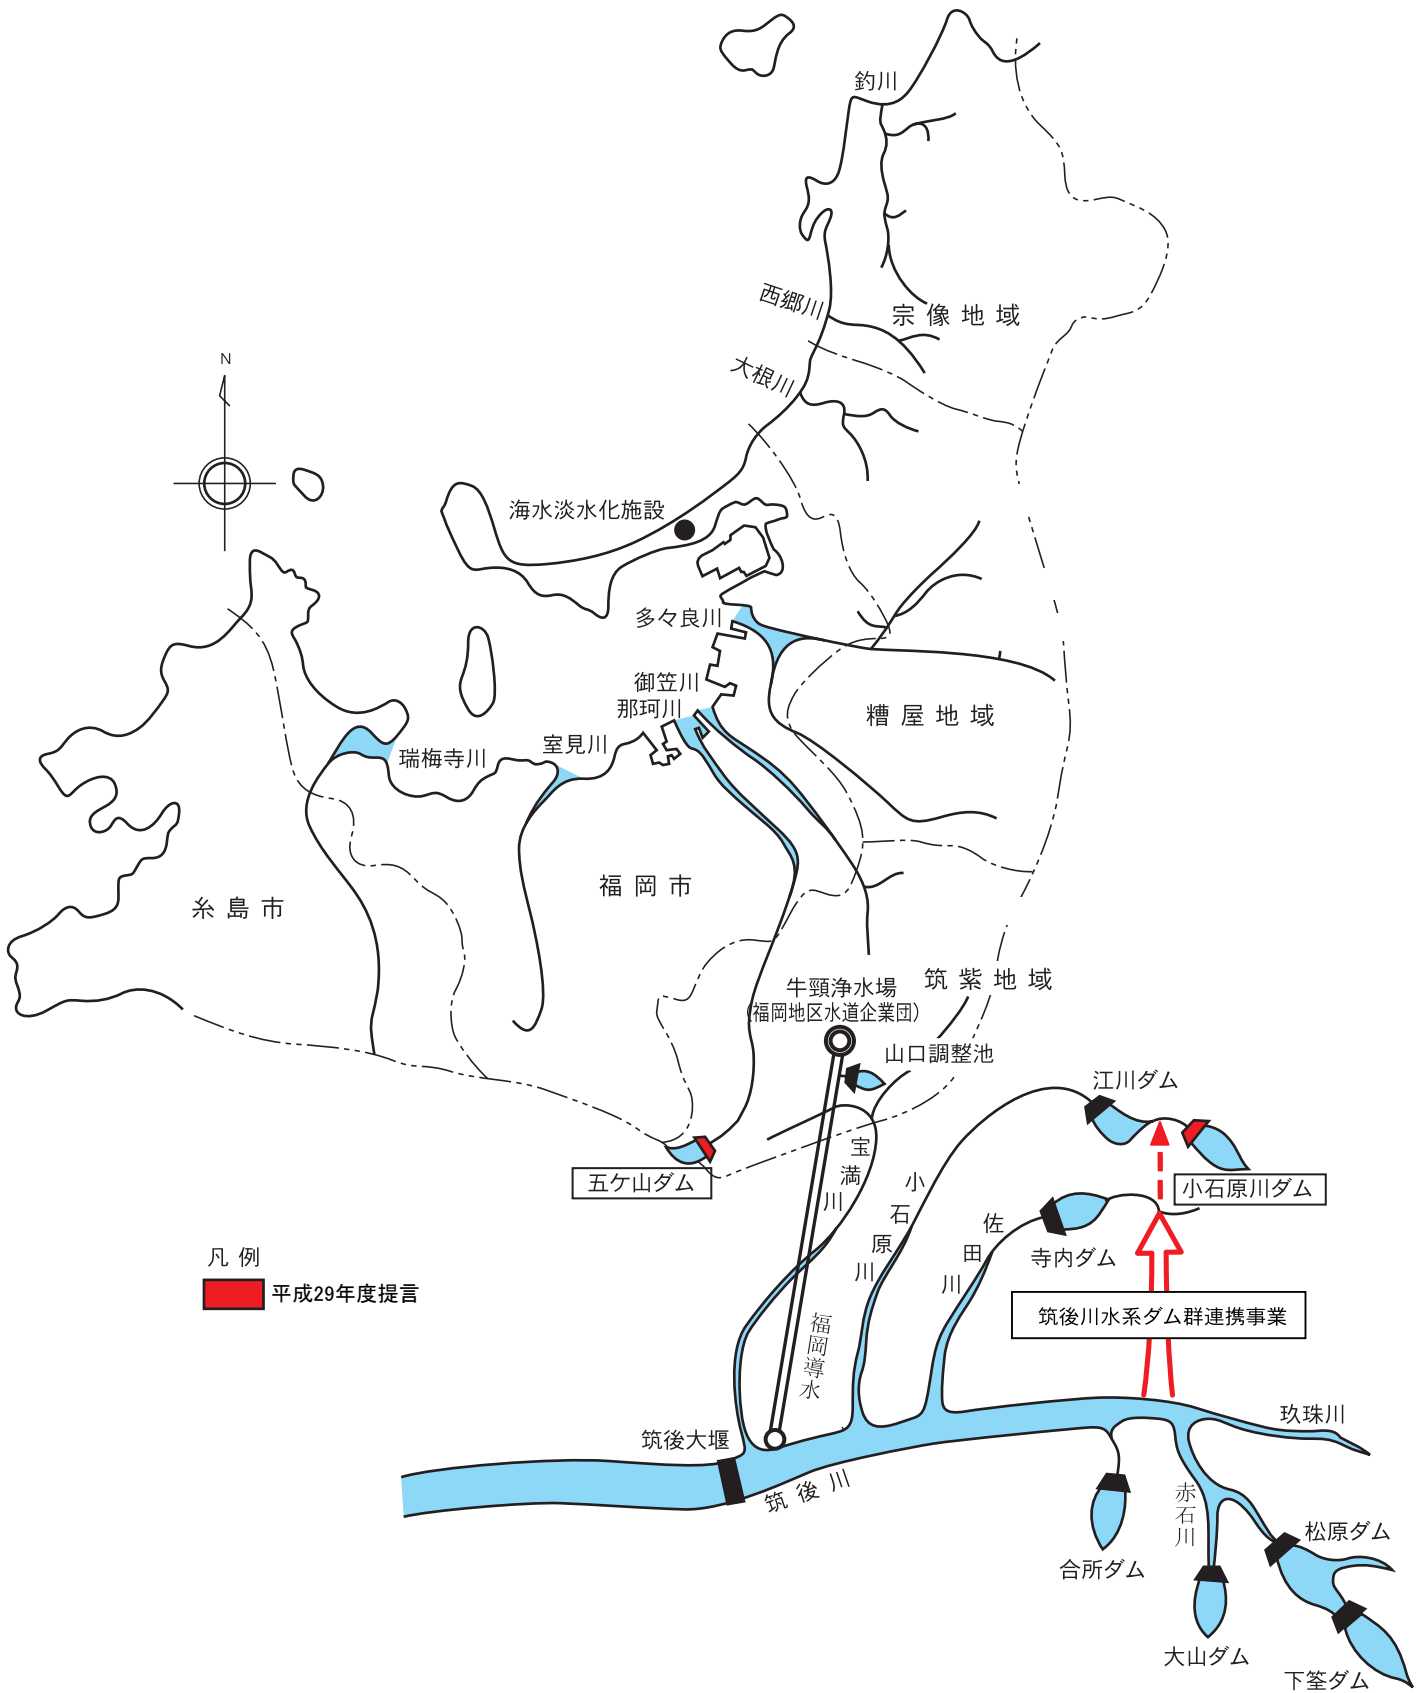 釣川
西郷川
宗像地域
大根川
N
海水淡水化施設
多々良川
御笠川
那珂川
糟屋地域
室見川
瑞梅寺川
福岡市
糸島市
筑紫地域
牛頸浄水場
(福岡地区水道企業団)
山口調整池
江川ダム
宝満川
五ケ山ダム
小石原川ダム
小石原川
佐田川
寺内ダム
凡例
平成29年度提言
筑後川水系ダム群連携事業
福岡導水
玖珠川
筑後大堰
筑後川
赤石川
松原ダム
合所ダム
大山ダム
下筌ダム